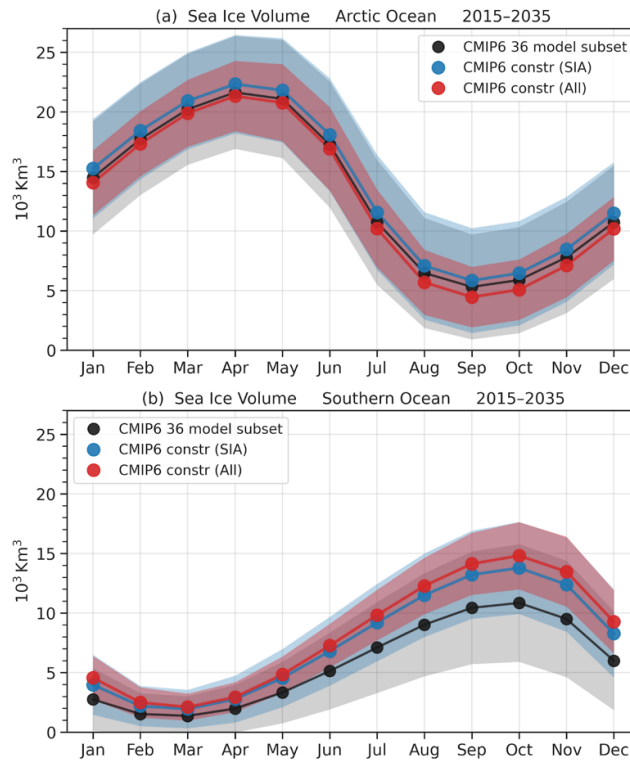 (a) Sea Ice Volume Arctic Ocean 2015–2035
25
20
15
10
5
0
10³ Km³
CMIP6 36 model subset
CMIP6 constr (SIA)
CMIP6 constr (All)
Jan Feb Mar Apr May Jun Jul Aug Sep Oct Nov Dec
(b) Sea Ice Volume Southern Ocean 2015–2035
25
20
15
10
5
0
10³ Km³
CMIP6 36 model subset
CMIP6 constr (SIA)
CMIP6 constr (All)
Jan Feb Mar Apr May Jun Jul Aug Sep Oct Nov Dec